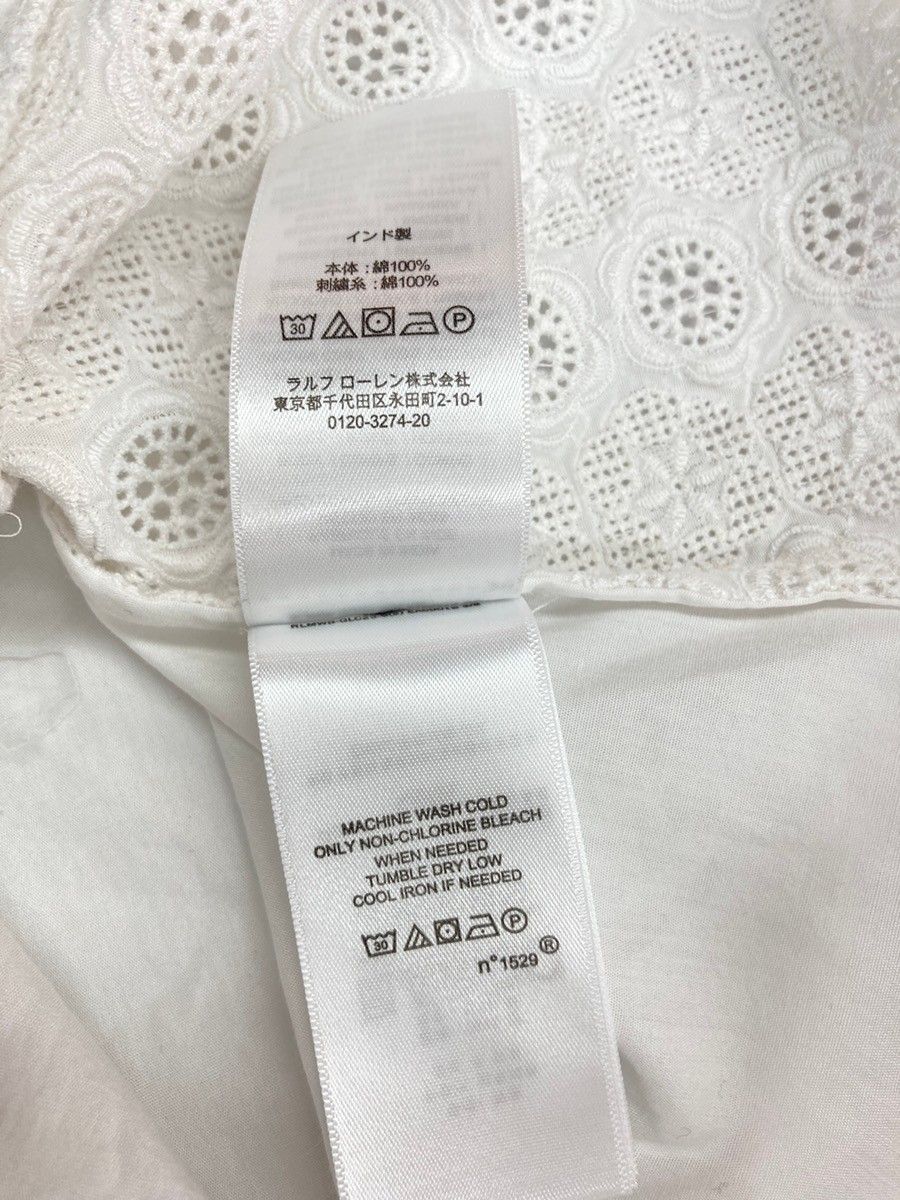 インド製
本体 : 綿100%
刺繍糸 : 綿100%
30
P
ラルフ ローレン株式会社
東京都千代田区永田町2-10-1
0120-3274-20
MACHINE WASH COLD
ONLY NON-CHLORINE BLEACH
WHEN NEEDED
TUMBLE DRY LOW
COOL IRON IF NEEDED
30
P
n°1529®